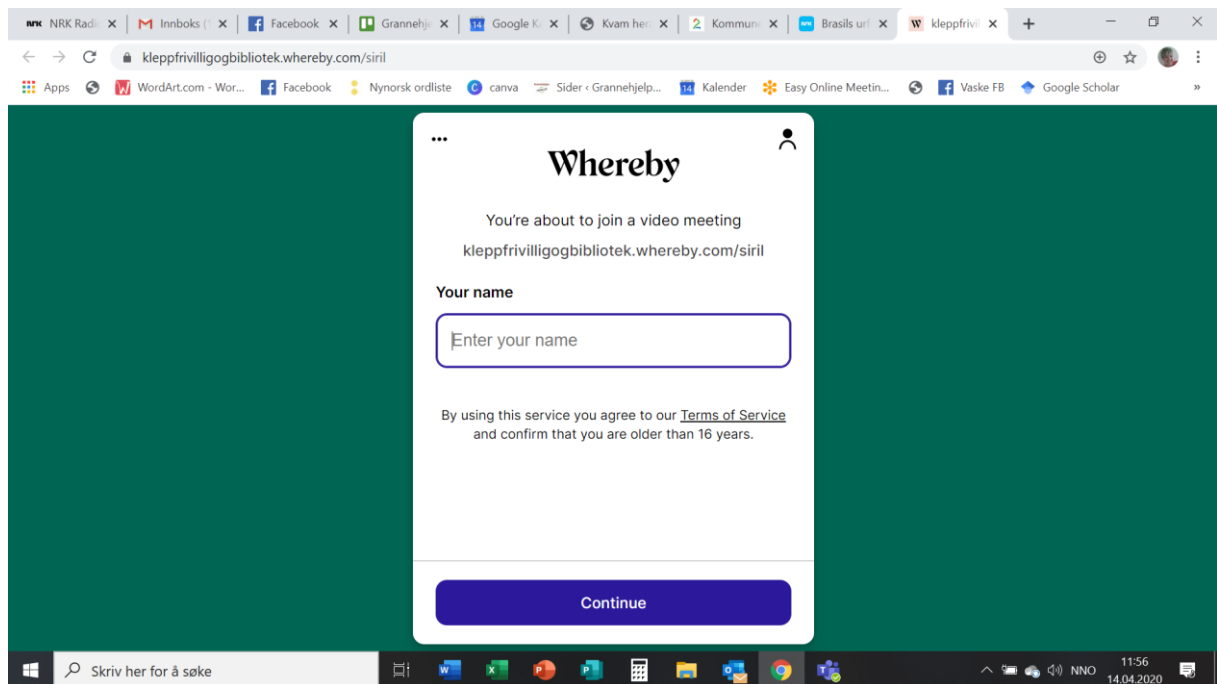 NRK Radi
Innboks (
Facebook
Grannehje
Google K
Kvam her
Kommun
Brasils url
kleppfrivil
kleppfrivilligogbibliotek.whereby.com/siril
Apps
WordArt.com - Wor...
Facebook
Nynorsk ordliste
canva
Sider ‹ Grannehjelp...
14 Kalender
Easy Online Meetin...
Vaske FB
Google Scholar
»
Whereby
You're about to join a video meeting
kleppfrivilligogbibliotek.whereby.com/siril
Your name
Enter your name
By using this service you agree to our Terms of Service
and confirm that you are older than 16 years.
Continue
Skriv her for å søke
NNO
11:56
14.04.2020